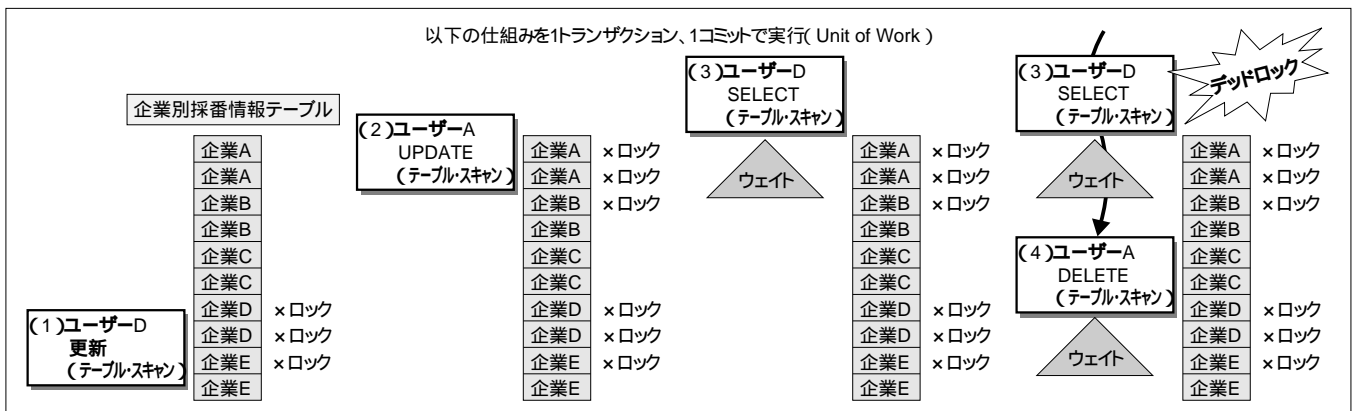 以下の仕組みを1トランザクション、1コミットで実行( Unit of Work )
企業別採番情報テーブル
企業A
企業A
企業B
企業B
企業C
企業C
企業D ×ロック
企業D ×ロック
企業E ×ロック
企業E
(1)ユーザーD
更新
(テーブル・スキャン)
(2)ユーザーA
UPDATE
(テーブル・スキャン)
企業A ×ロック
企業A ×ロック
企業B ×ロック
企業B
企業C
企業C
企業D ×ロック
企業D ×ロック
企業E ×ロック
企業E
(3)ユーザーD
SELECT
(テーブル・スキャン)
ウェイト
企業A ×ロック
企業A ×ロック
企業B ×ロック
企業B
企業C
企業C
企業D ×ロック
企業D ×ロック
企業E ×ロック
企業E
(3)ユーザーD
SELECT
(テーブル・スキャン)
デッドロック
ウェイト
(4)ユーザーA
DELETE
(テーブル・スキャン)
ウェイト
企業A ×ロック
企業A ×ロック
企業B ×ロック
企業B
企業C
企業C
企業D ×ロック
企業D ×ロック
企業E ×ロック
企業E